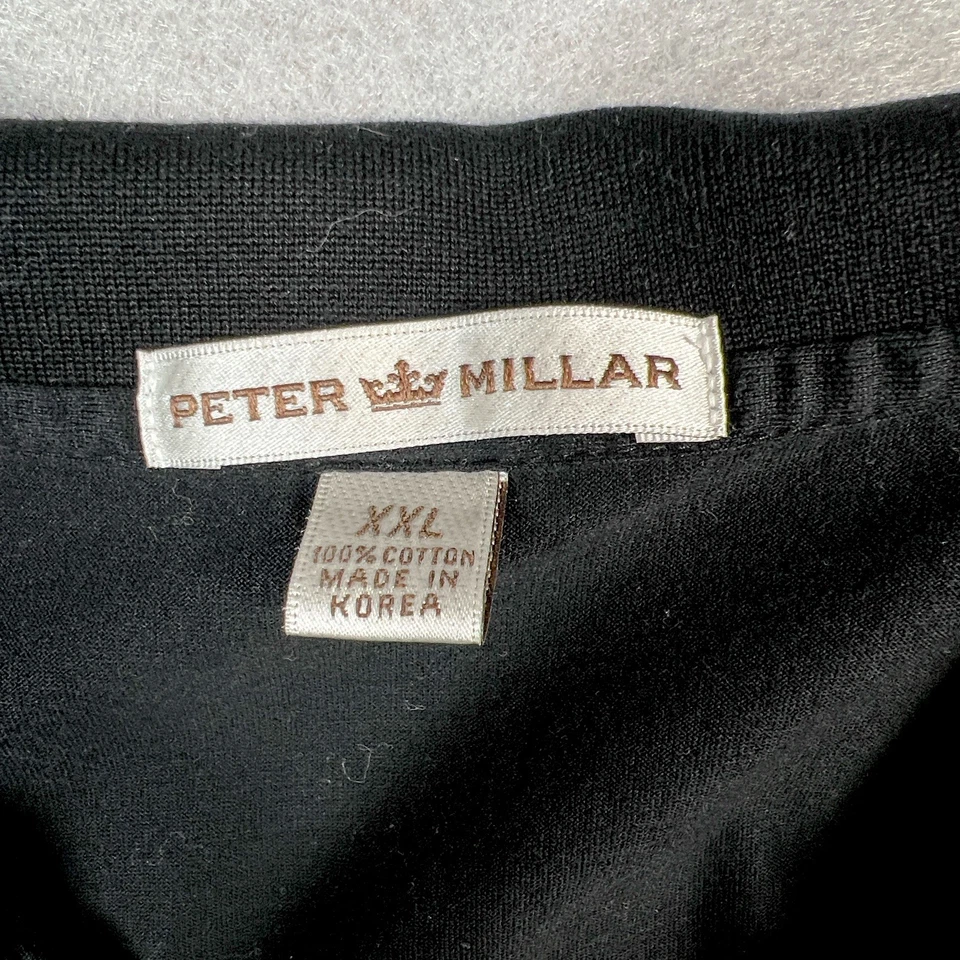 PETER MILLAR
XXL
100% COTTON
MADE IN
KOREA